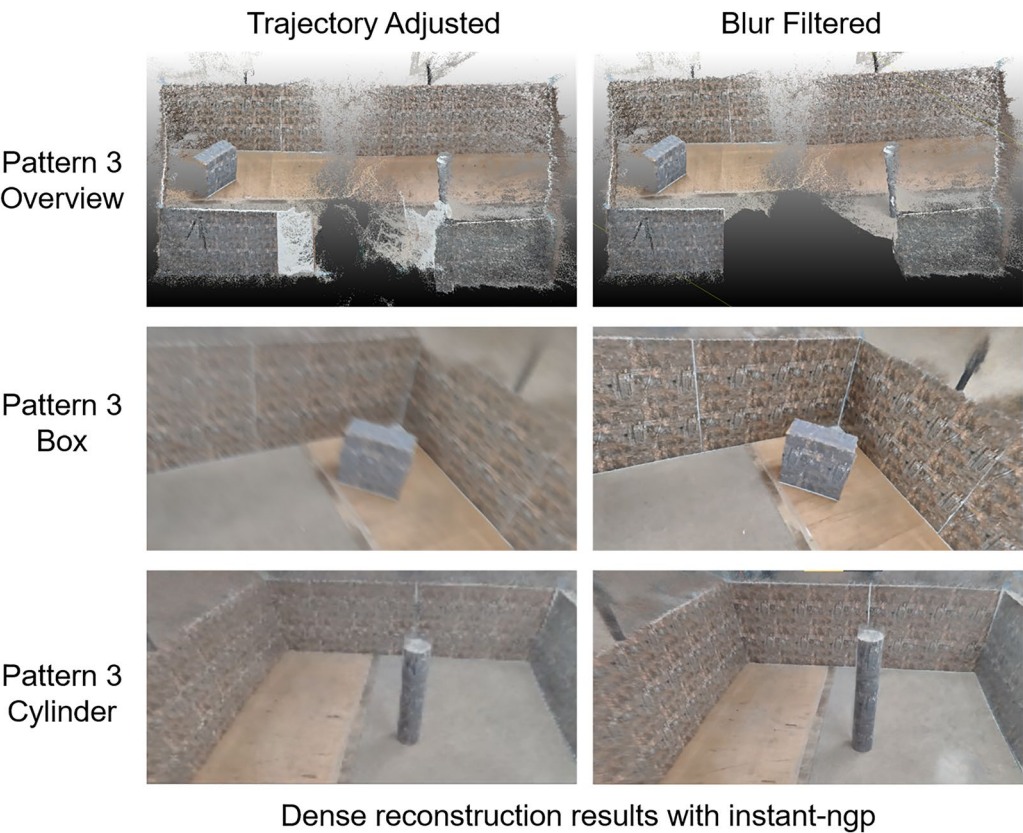 Trajectory Adjusted
Blur Filtered
Pattern 3
Overview
Pattern 3
Box
Pattern 3
Cylinder
Dense reconstruction results with instant-ngp